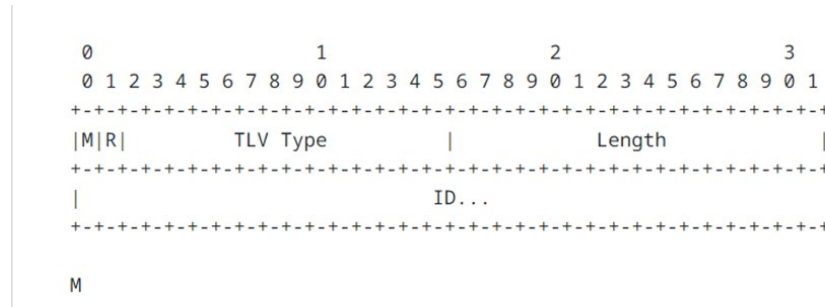 0                   1                   2                   3
0 1 2 3 4 5 6 7 8 9 0 1 2 3 4 5 6 7 8 9 0 1 2 3 4 5 6 7 8 9 0 1
+-+-+-+-+-+-+-+-+-+-+-+-+-+-+-+-+-+-+-+-+-+-+-+-+-+-+-+-+-+-+-+-+
|M|R|         TLV Type          |            Length             |
+-+-+-+-+-+-+-+-+-+-+-+-+-+-+-+-+-+-+-+-+-+-+-+-+-+-+-+-+-+-+-+-+
|                              ID...
+-+-+-+-+-+-+-+-+-+-+-+-+-+-+-+-+-+-+-+-+-+-+-+-+-+-+-+-+-+-+-+-+
M